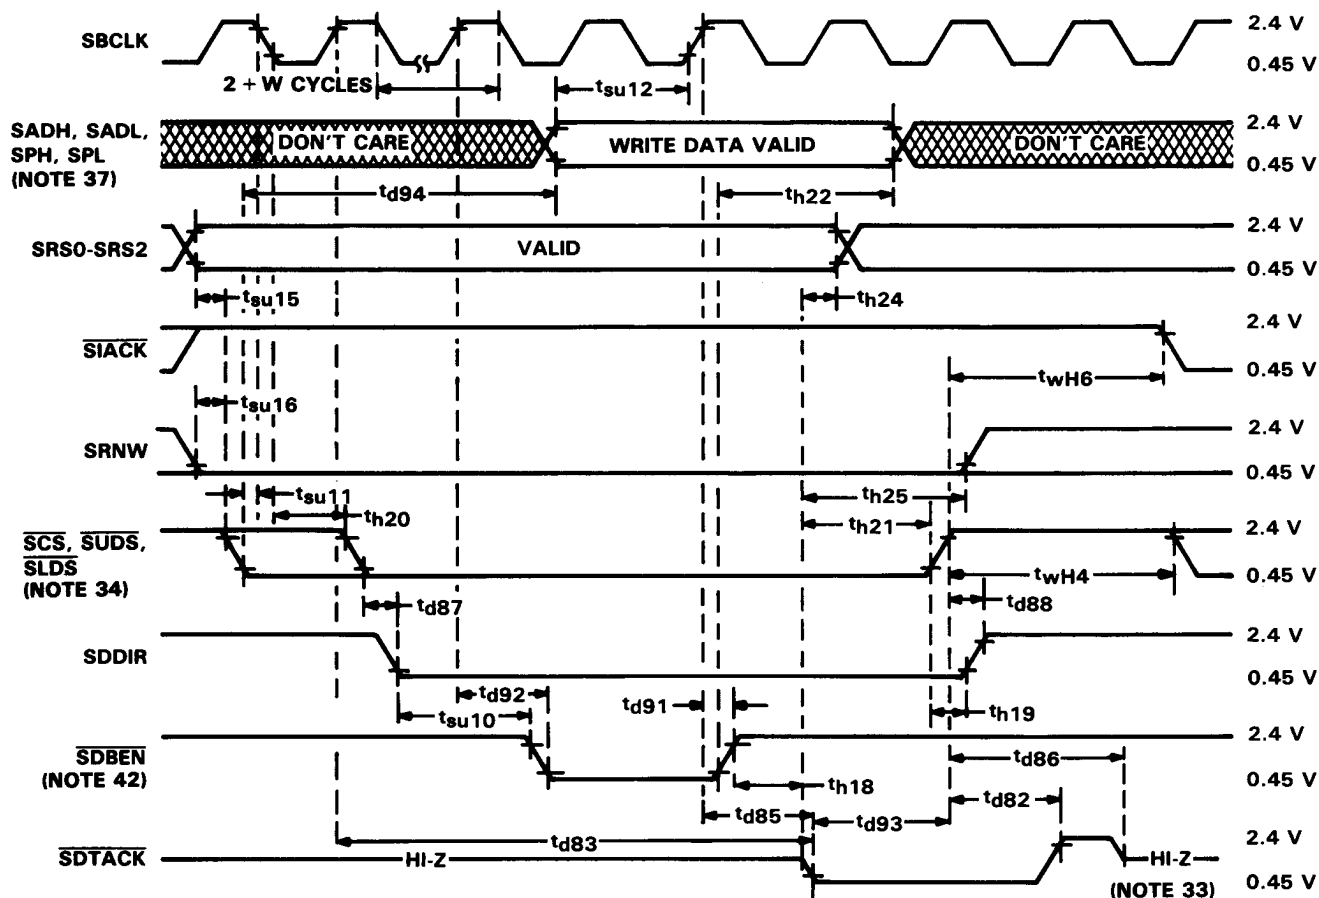 SBCLK
2.4 V
0.45 V
2 + W CYCLES
tsu12
SADH, SADL,
SPH, SPL
(NOTE 37)
DON'T CARE
WRITE DATA VALID
DON'T CARE
2.4 V
0.45 V
td94
th22
SRS0-SRS2
VALID
2.4 V
0.45 V
tsu15
th24
SIACK
2.4 V
0.45 V
twH6
tsu16
SRNW
2.4 V
0.45 V
tsu11
th25
th20
th21
SCS, SUDS,
SLDS
(NOTE 34)
2.4 V
0.45 V
twH4
td87
td88
SDDIR
2.4 V
0.45 V
td92
td91
tsu10
th19
SDBEN
(NOTE 42)
2.4 V
0.45 V
td86
th18
td82
td85
td93
td83
SDTACK
HI-Z
2.4 V
HI-Z
0.45 V
(NOTE 33)